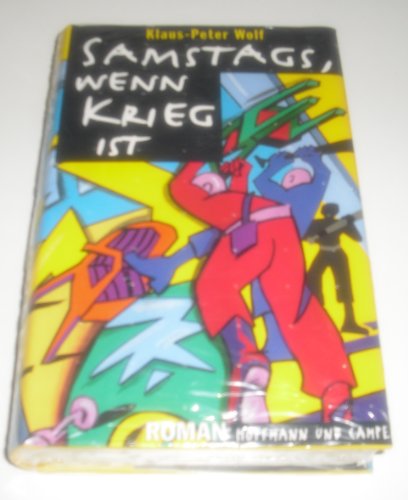 Klaus-Peter Wolf
SAMSTAGS,
WENN
KRIEG
IST
ROMAN HOFFMANN UND CAMPE